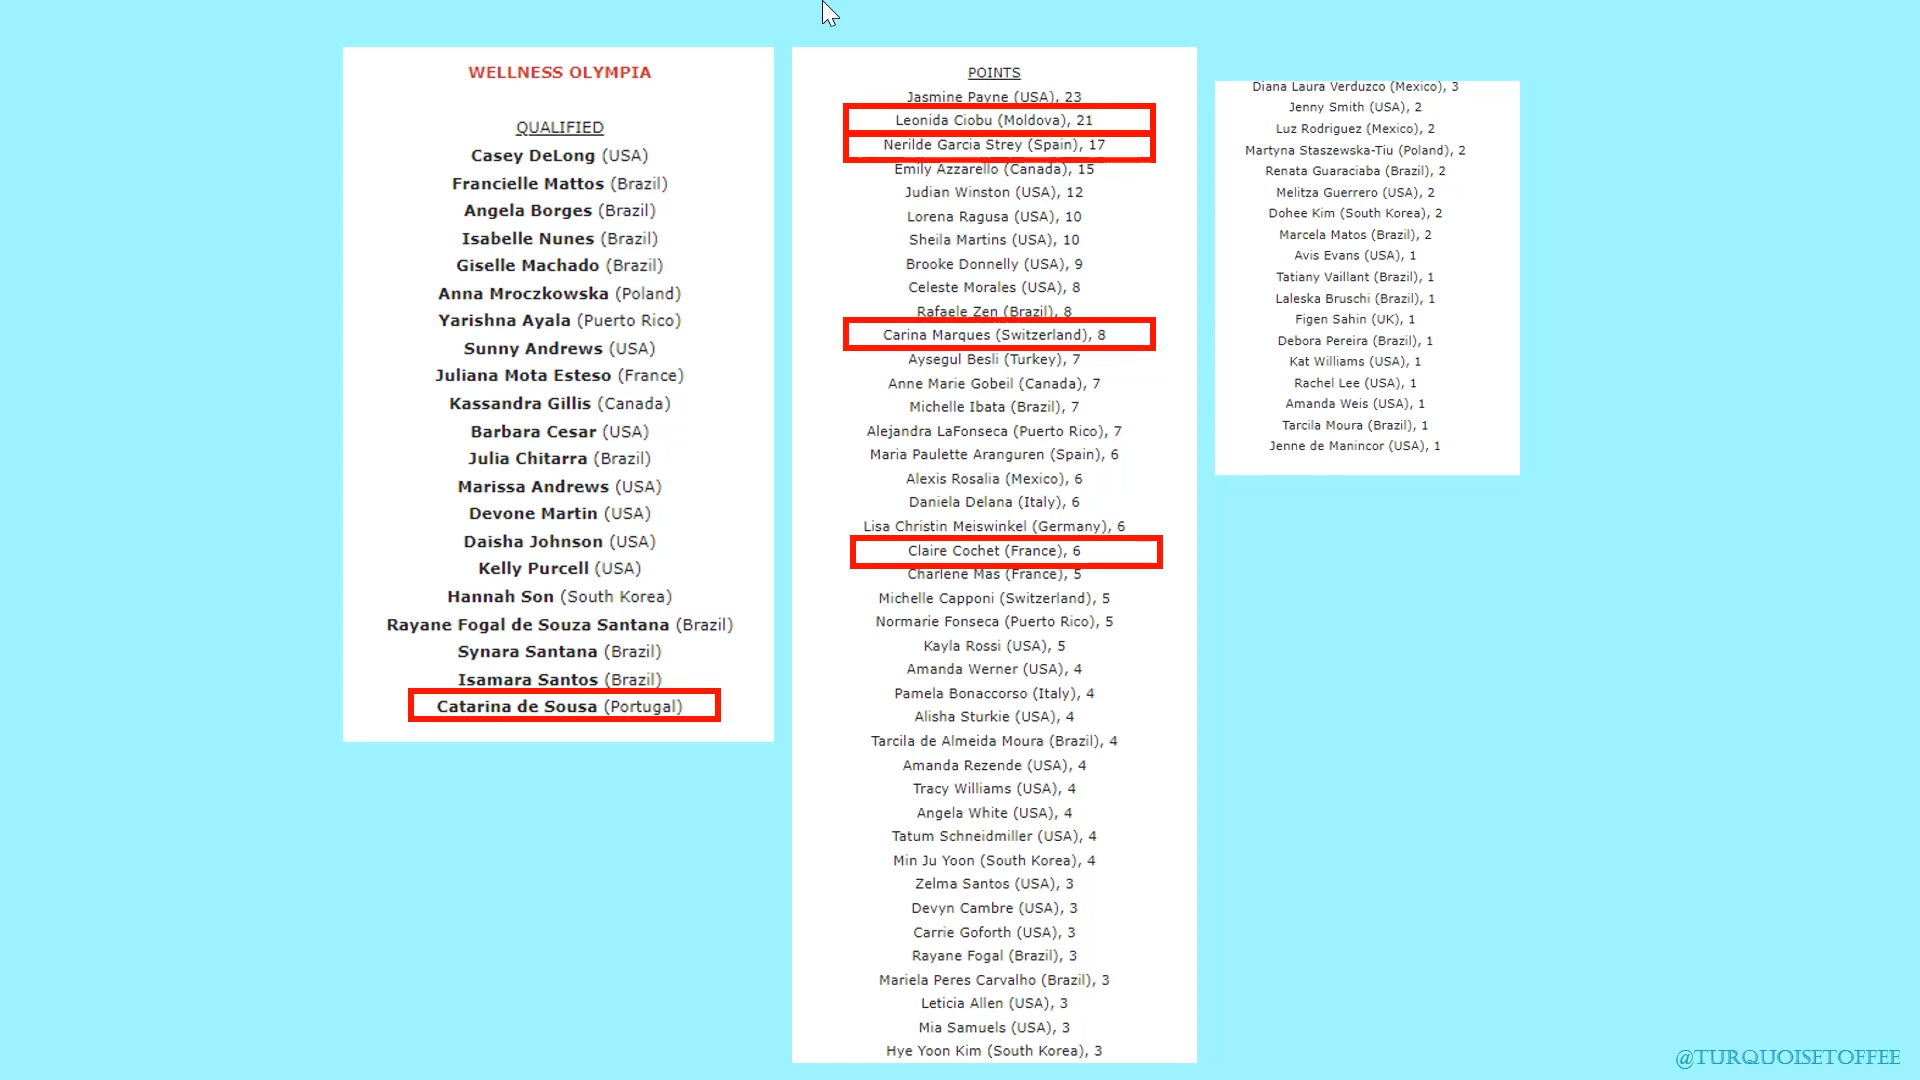 WELLNESS OLYMPIA
QUALIFIED
Casey DeLong (USA)
Francielle Mattos (Brazil)
Angela Borges (Brazil)
Isabelle Nunes (Brazil)
Giselle Machado (Brazil)
Anna Mroczkowska (Poland)
Yarishna Ayala (Puerto Rico)
Sunny Andrews (USA)
Juliana Mota Esteso (France)
Kassandra Gillis (Canada)
Barbara Cesar (USA)
Julia Chitarra (Brazil)
Marissa Andrews (USA)
Devone Martin (USA)
Daisha Johnson (USA)
Kelly Purcell (USA)
Hannah Son (South Korea)
Rayane Fogal de Souza Santana (Brazil)
Synara Santana (Brazil)
Isamara Santos (Brazil)
Catarina de Sousa (Portugal)
POINTS
Jasmine Payne (USA), 23
Leonida Ciobu (Moldova), 21
Nerilde Garcia Strey (Spain), 17
Emily Azzarello (Canada), 15
Judian Winston (USA), 12
Lorena Ragusa (USA), 10
Sheila Martins (USA), 10
Brooke Donnelly (USA), 9
Celeste Morales (USA), 8
Rafaele Zen (Brazil), 8
Carina Marques (Switzerland), 8
Aysegul Besli (Turkey), 7
Anne Marie Gobeil (Canada), 7
Michelle Ibata (Brazil), 7
Alejandra LaFonseca (Puerto Rico), 7
Maria Paulette Aranguren (Spain), 6
Alexis Rosalia (Mexico), 6
Daniela Delana (Italy), 6
Lisa Christin Meiswinkel (Germany), 6
Claire Cochet (France), 6
Charlene Mas (France), 5
Michelle Capponi (Switzerland), 5
Normarie Fonseca (Puerto Rico), 5
Kayla Rossi (USA), 5
Amanda Werner (USA), 4
Pamela Bonaccorso (Italy), 4
Alisha Sturkie (USA), 4
Tarcila de Almeida Moura (Brazil), 4
Amanda Rezende (USA), 4
Tracy Williams (USA), 4
Angela White (USA), 4
Tatum Schneidmiller (USA), 4
Min Ju Yoon (South Korea), 4
Zelma Santos (USA), 3
Devyn Cambre (USA), 3
Carrie Goforth (USA), 3
Rayane Fogal (Brazil), 3
Mariela Peres Carvalho (Brazil), 3
Leticia Allen (USA), 3
Mia Samuels (USA), 3
Hye Yoon Kim (South Korea), 3
Diana Laura Verduzco (Mexico), 3
Jenny Smith (USA), 2
Luz Rodriguez (Mexico), 2
Martyna Staszewska-Tiu (Poland), 2
Renata Guaraciaba (Brazil), 2
Melitza Guerrero (USA), 2
Dohee Kim (South Korea), 2
Marcela Matos (Brazil), 2
Avis Evans (USA), 1
Tatiany Vaillant (Brazil), 1
Laleska Bruschi (Brazil), 1
Figen Sahin (UK), 1
Debora Pereira (Brazil), 1
Kat Williams (USA), 1
Rachel Lee (USA), 1
Amanda Weis (USA), 1
Tarcila Moura (Brazil), 1
Jenne de Manincor (USA), 1
@TURQUOISETOFFEE